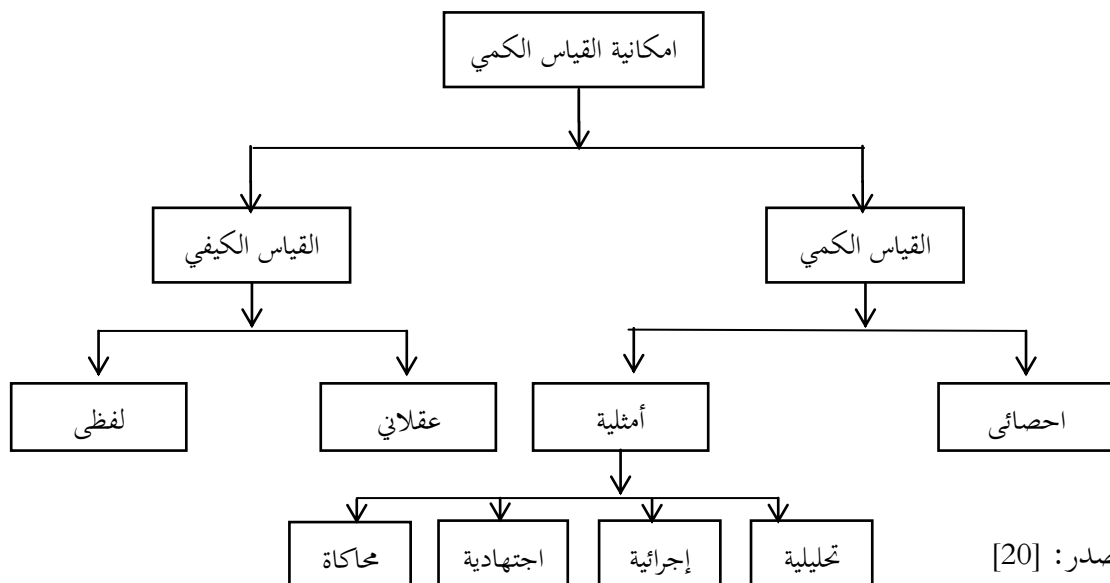 امكانية القياس الكمي
القياس الكمي
القياس الكيفي
احصائى
أمثلية
عقلاني
لفظى
تحليلية
إجرائية
اجتهادية
محاكاة
صدر: [20]